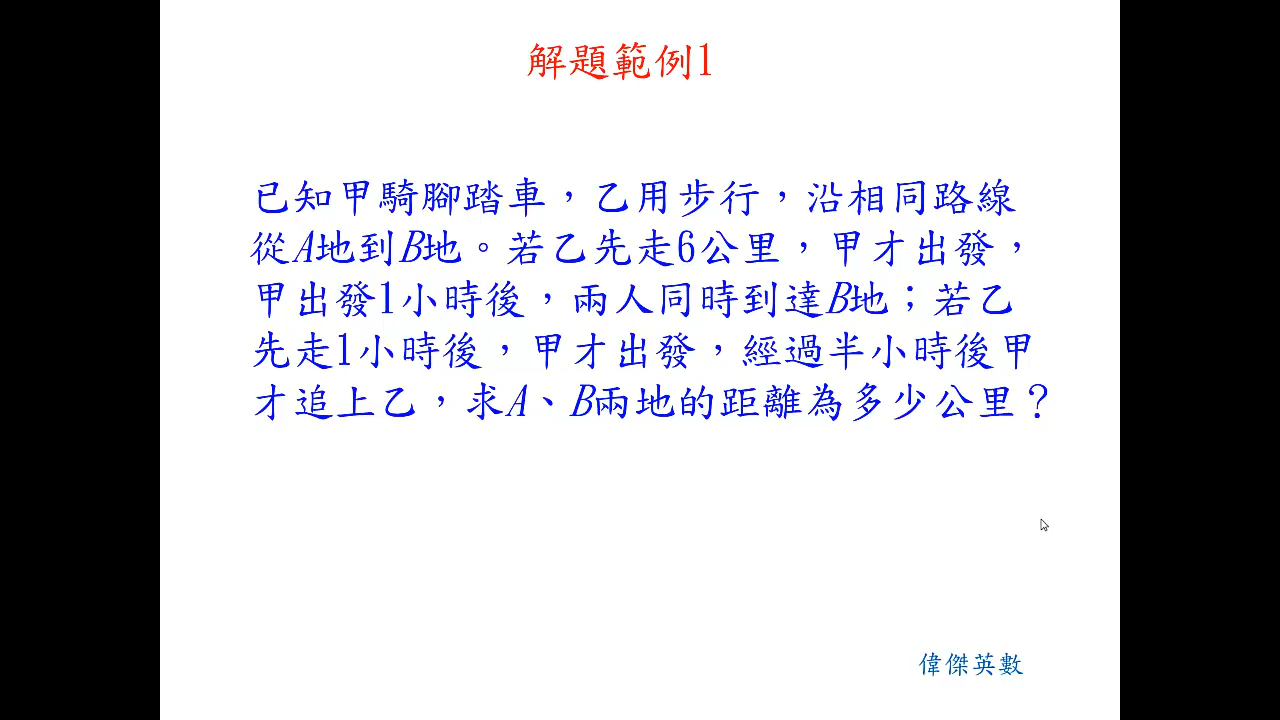 解題範例1
已知甲騎腳踏車，乙用步行，沿相同路線
從A地到B地。若乙先走6公里，甲才出發，
甲出發1小時後，兩人同時到達B地；若乙
先走1小時後，甲才出發，經過半小時後甲
才追上乙，求A、B兩地的距離為多少公里？
偉傑英數